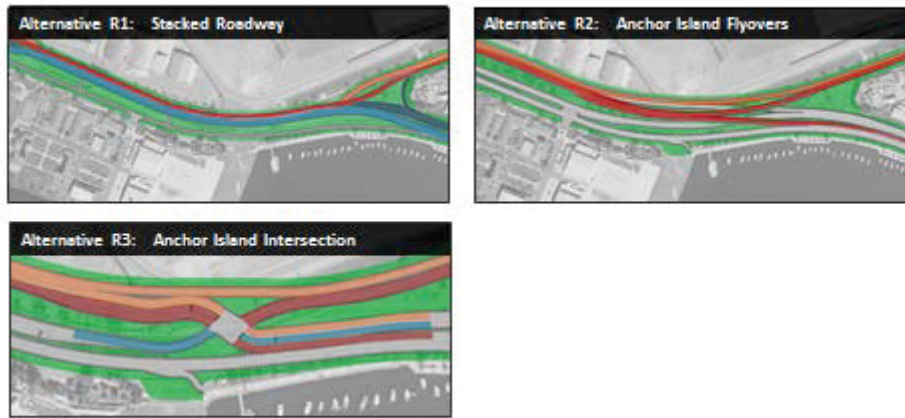 Alternative R1: Stacked Roadway
Alternative R2: Anchor Island Flyovers
Alternative R3: Anchor Island Intersection